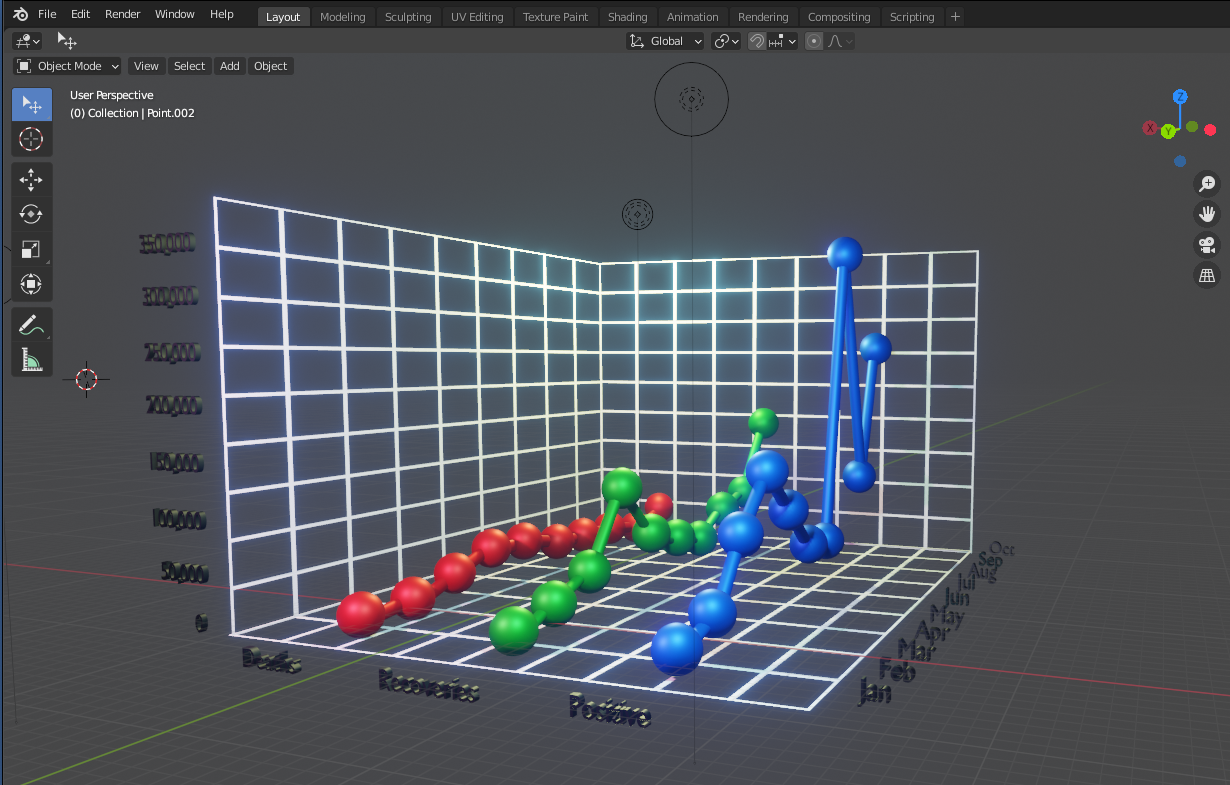 File Edit Render Window Help Layout Modeling Sculpting UV Editing Texture Paint Shading Animation Rendering Compositing Scripting +
Global
Object Mode View Select Add Object
User Perspective
(0) Collection | Point.002
Z
X Y
350,000
300,000
250,000
200,000
150,000
100,000
50,000
0
Deaths
Recoveries
Positive
Jan
Feb
Mar
Apr
May
Jun
Jul
Aug
Sep
Oct